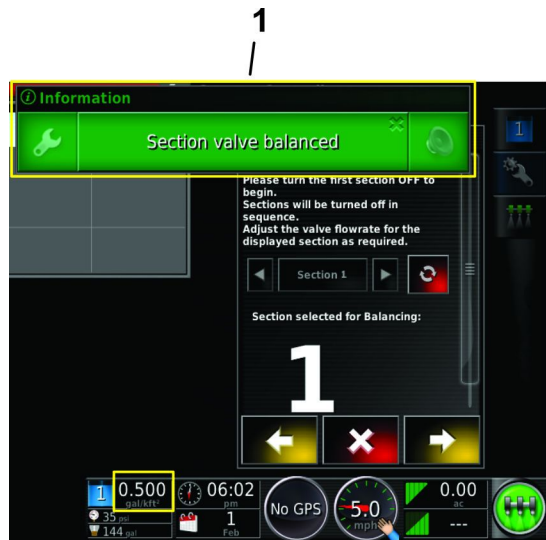 1
Information
Section valve balanced
1
Please turn the first section OFF to
begin.
Sections will be turned off in
sequence.
Adjust the valve flowrate for the
displayed section as required.
Section 1
Section selected for Balancing:
1
1
0.500
gal/kft²
35 psi
144 gal
06:02
pm
1
Feb
No GPS
5.0
mph
0.00
ac
---